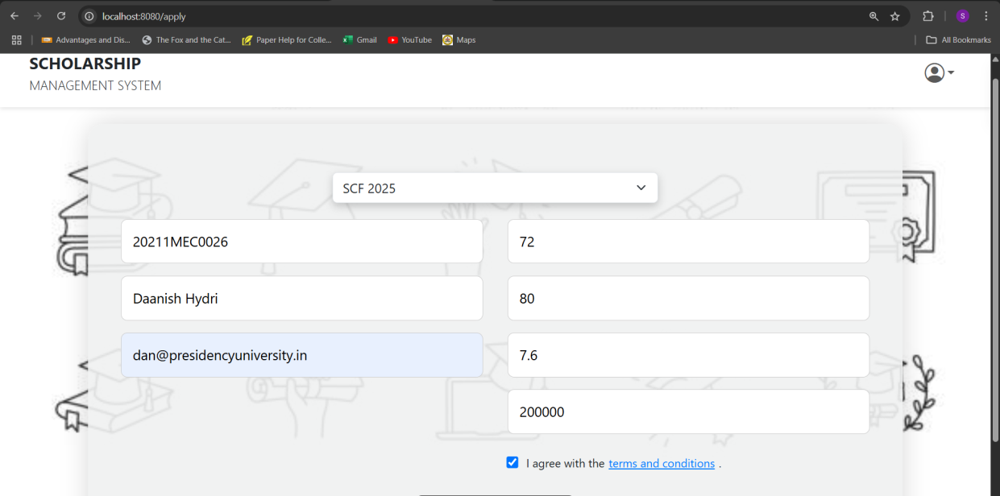 localhost:8080/apply
S
Advantages and Dis...
The Fox and the Cat...
Paper Help for Colle...
Gmail
YouTube
Maps
All Bookmarks
SCHOLARSHIP
MANAGEMENT SYSTEM
SCF 2025
20211MEC0026
72
Daanish Hydri
80
dan@presidencyuniversity.in
7.6
200000
I agree with the terms and conditions .